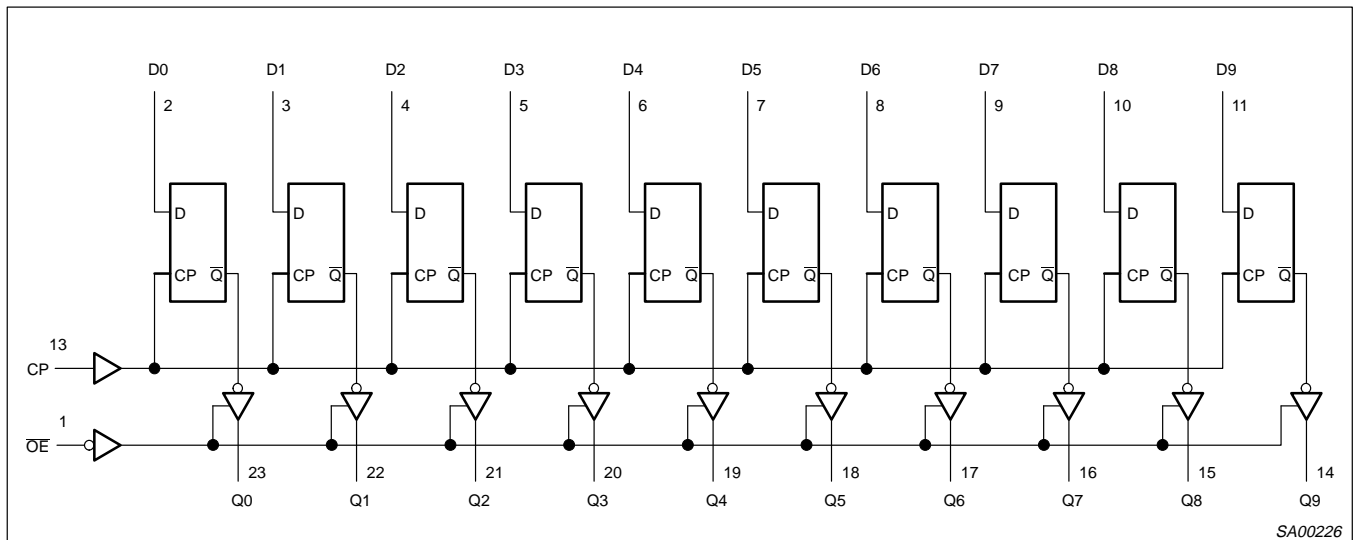 D0 D1 D2 D3 D4 D5 D6 D7 D8 D9
2 3 4 5 6 7 8 9 10 11
D D D D D D D D D D
CP Q̅ CP Q̅ CP Q̅ CP Q̅ CP Q̅ CP Q̅ CP Q̅ CP Q̅ CP Q̅ CP Q̅
13
CP
1
O̅E̅
23 22 21 20 19 18 17 16 15 14
Q0 Q1 Q2 Q3 Q4 Q5 Q6 Q7 Q8 Q9
SA00226